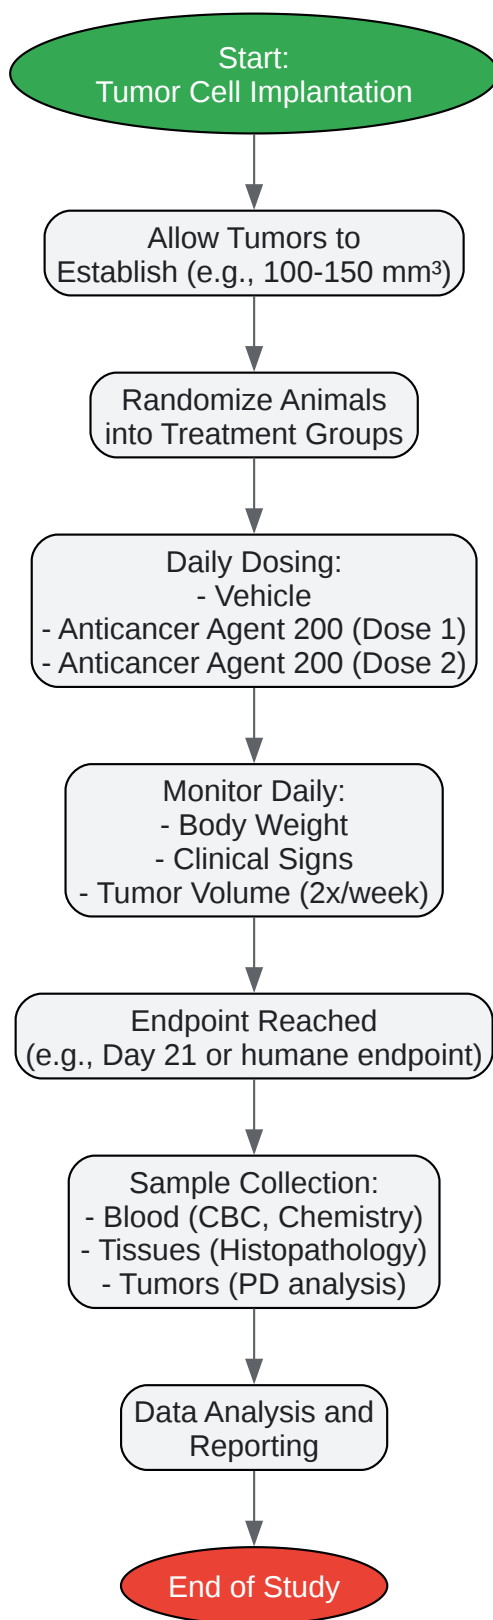 Start:
Tumor Cell Implantation
Allow Tumors to
Establish (e.g., 100-150 mm³)
Randomize Animals
into Treatment Groups
Daily Dosing:
- Vehicle
- Anticancer Agent 200 (Dose 1)
- Anticancer Agent 200 (Dose 2)
Monitor Daily:
- Body Weight
- Clinical Signs
- Tumor Volume (2x/week)
Endpoint Reached
(e.g., Day 21 or humane endpoint)
Sample Collection:
- Blood (CBC, Chemistry)
- Tissues (Histopathology)
- Tumors (PD analysis)
Data Analysis and
Reporting
End of Study